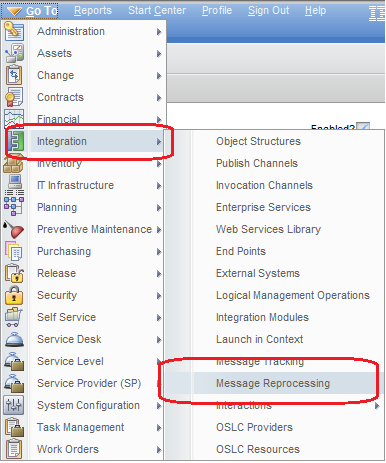 Go To Reports Start Center Profile Sign Out Help
Administration
Assets
Change
Contracts
Financial
Enabled?
Integration
Inventory
IT Infrastructure
Planning
Preventive Maintenance
Purchasing
Release
Security
Self Service
Service Desk
Service Level
Service Provider (SP)
System Configuration
Task Management
Work Orders
Object Structures
Publish Channels
Invocation Channels
Enterprise Services
Web Services Library
End Points
External Systems
Logical Management Operations
Integration Modules
Launch in Context
Message Tracking
Message Reprocessing
Interactions
OSLC Providers
OSLC Resources